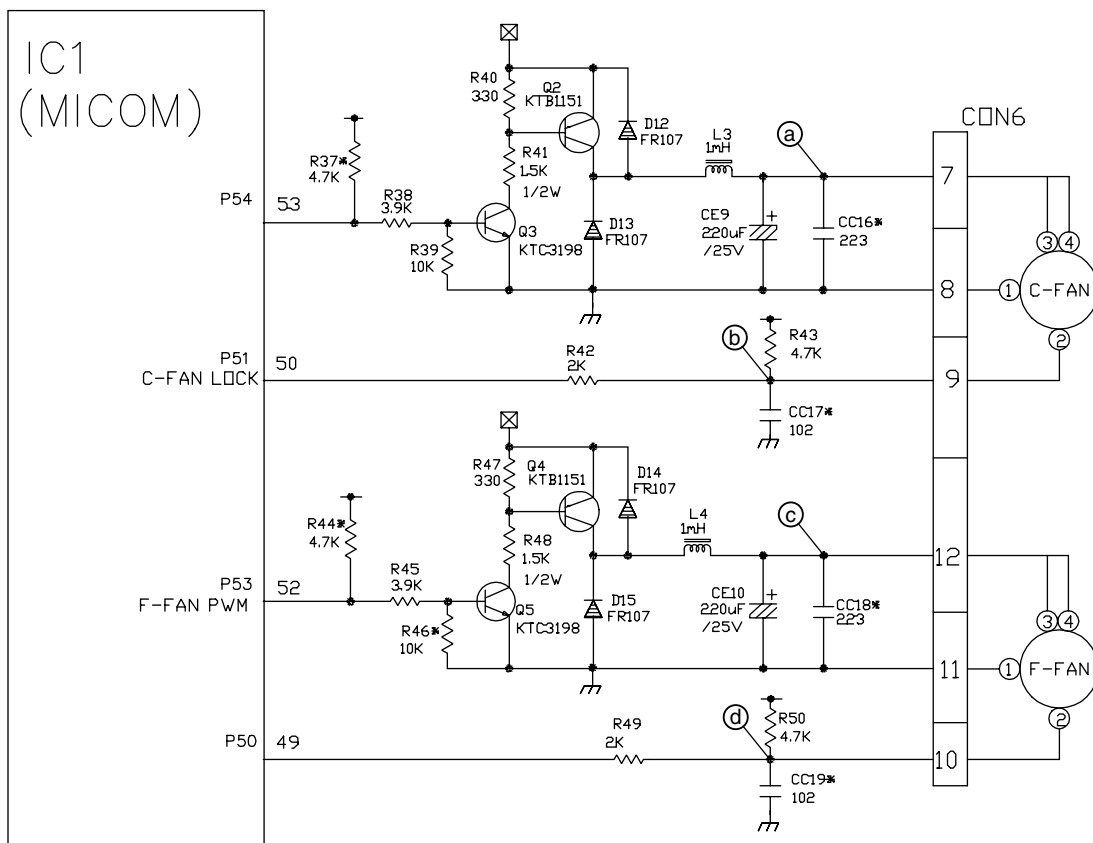 IC1
(MICOM)
P54
53
R37*
4.7K
R38
3.9K
R39
10K
R40
330
R41
1.5K
1/2W
Q2
KTB1151
Q3
KTC3198
D12
FR107
D13
FR107
L3
1mH
CE9
220uF
/25V
CC16*
223
a
CON6
7
8
9
12
11
10
3
4
1
C-FAN
2
P51
C-FAN LOCK
50
R42
2K
b
R43
4.7K
CC17*
102
P53
F-FAN PWM
52
R44*
4.7K
R45
3.9K
R46*
10K
R47
330
R48
1.5K
1/2W
Q4
KTB1151
Q5
KTC3198
D14
FR107
D15
FR107
L4
1mH
CE10
220uF
/25V
CC18*
223
c
3
4
1
F-FAN
2
P50
49
R49
2K
d
R50
4.7K
CC19*
102